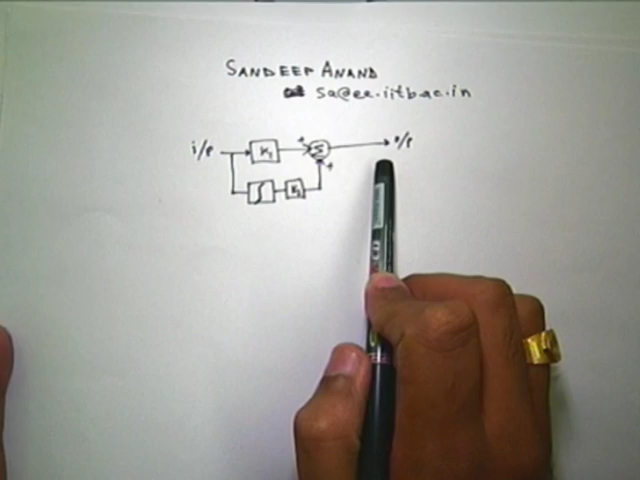 SANDEEP ANAND
sa@ee.iitb.ac.in
i/p K₁ + Σ o/p
+
∫ K₂